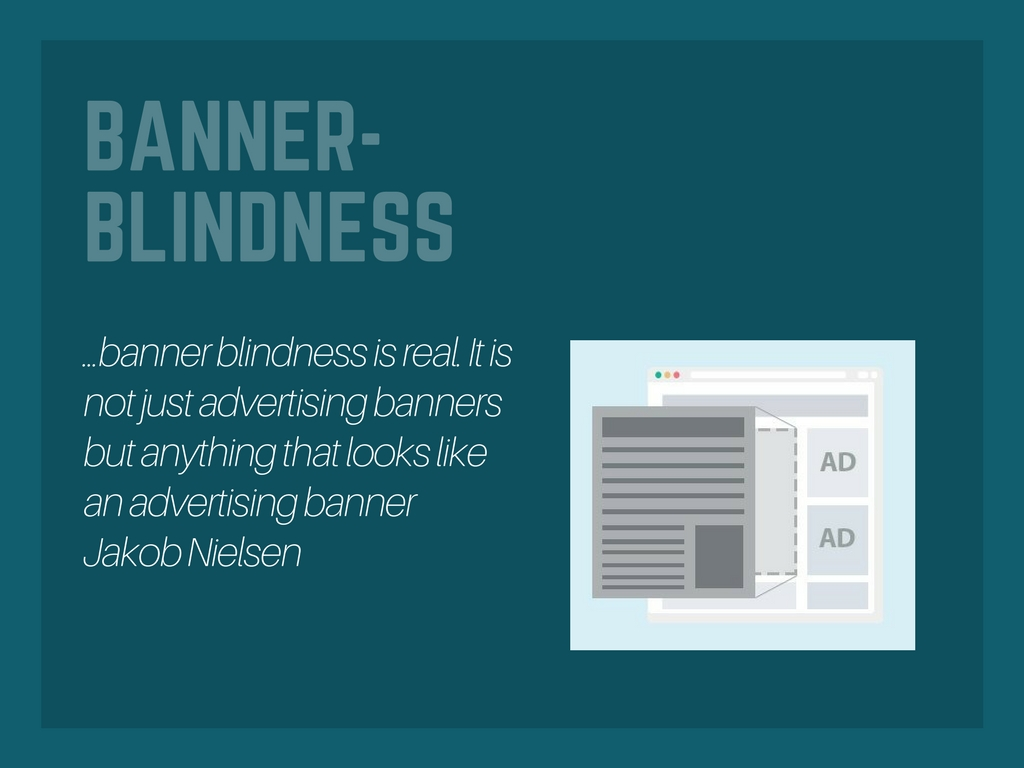 BANNER-
BLINDNESS
...banner blindness is real. It is
not just advertising banners
but anything that looks like
an advertising banner
Jakob Nielsen
AD
AD